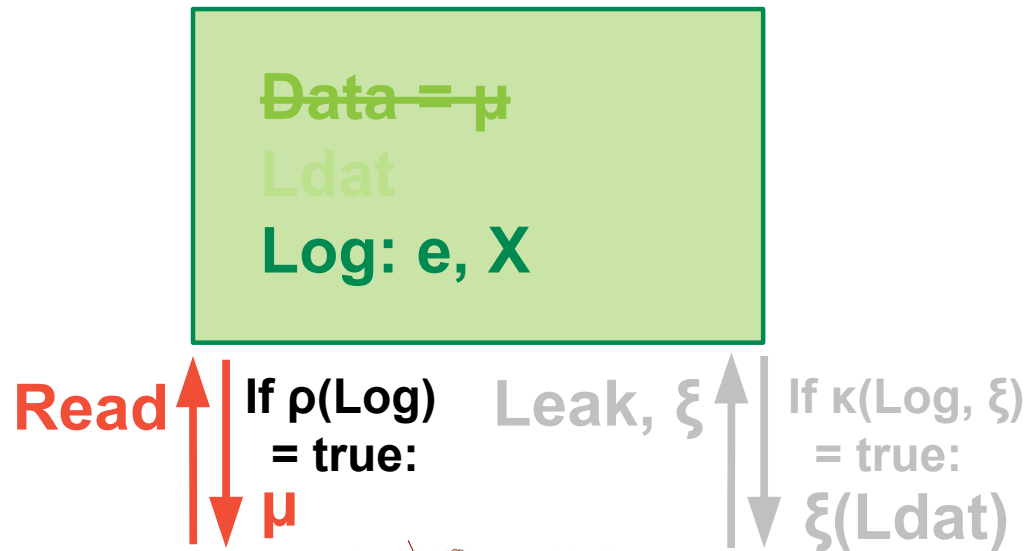 Data = μ
Ldat
Log: e, X
Read
If ρ(Log)
= true:
μ
Leak, ξ
If κ(Log, ξ)
= true:
ξ(Ldat)